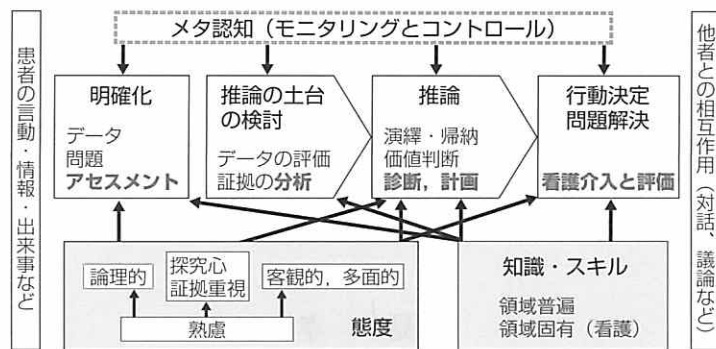 メタ認知（モニタリングとコントロール）
患者の言動・情報・出来事など
明確化
データ
問題
アセスメント
推論の土台
の検討
データの評価
証拠の分析
推論
演繹・帰納
価値判断
診断，計画
行動決定
問題解決
看護介入と評価
他者との相互作用（対話、議論など）
論理的
探究心
証拠重視
客観的，多面的
熟慮
態度
知識・スキル
領域普遍
領域固有（看護）